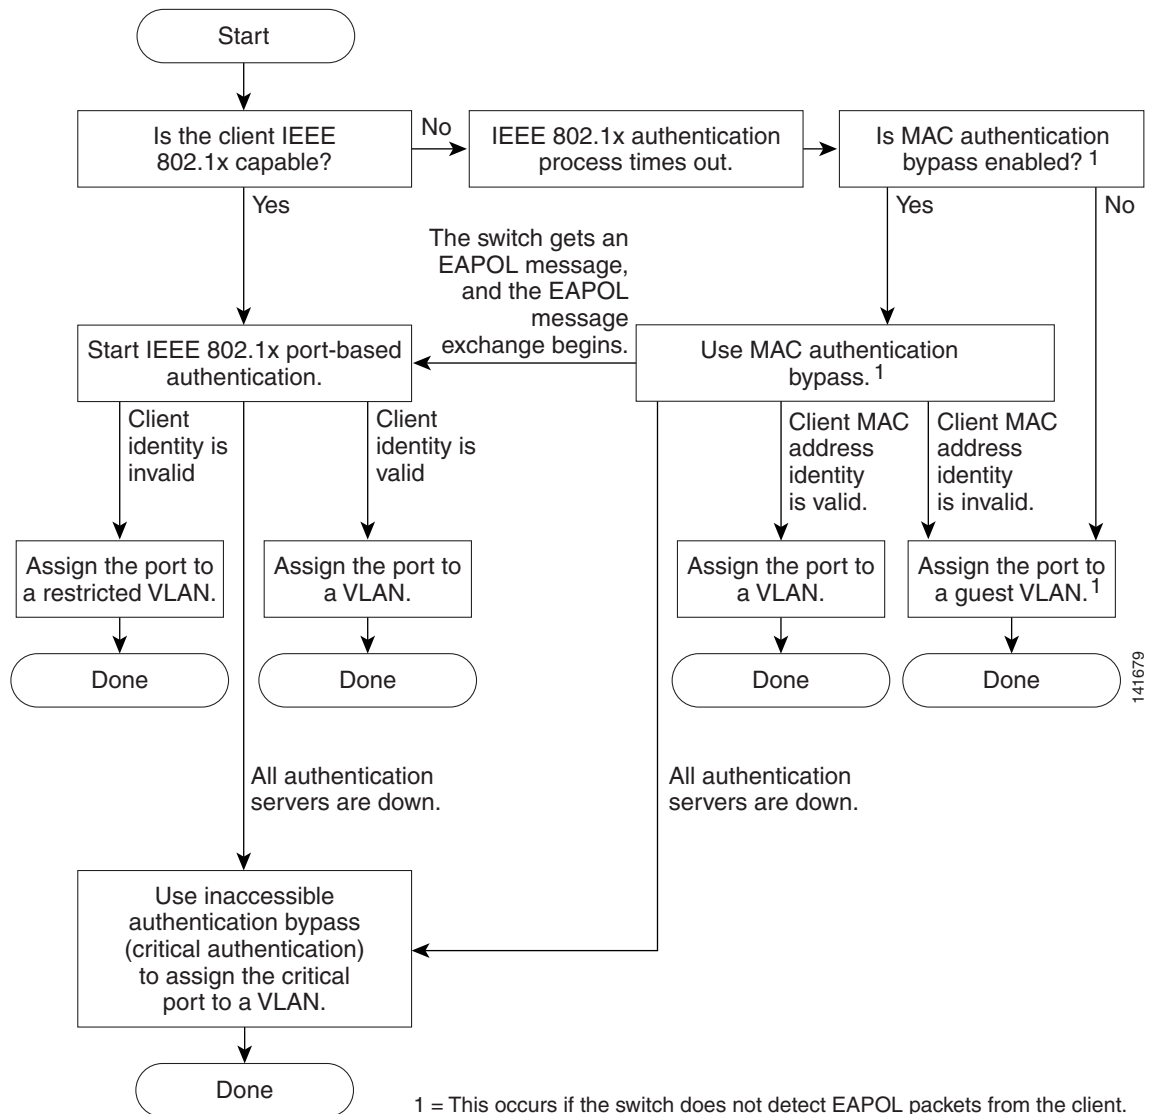 Start
Is the client IEEE
802.1x capable?
No
IEEE 802.1x authentication
process times out.
Is MAC authentication
bypass enabled? 1
Yes
Yes
No
The switch gets an
EAPOL message,
and the EAPOL
message
exchange begins.
Start IEEE 802.1x port-based
authentication.
Use MAC authentication
bypass. 1
Client
identity is
invalid
Client
identity is
valid
Client MAC
address
identity
is valid.
Client MAC
address
identity
is invalid.
Assign the port to
a restricted VLAN.
Assign the port to
a VLAN.
Assign the port to
a VLAN.
Assign the port to
a guest VLAN. 1
Done
Done
Done
Done
141679
All authentication
servers are down.
All authentication
servers are down.
Use inaccessible
authentication bypass
(critical authentication)
to assign the critical
port to a VLAN.
Done
1 = This occurs if the switch does not detect EAPOL packets from the client.